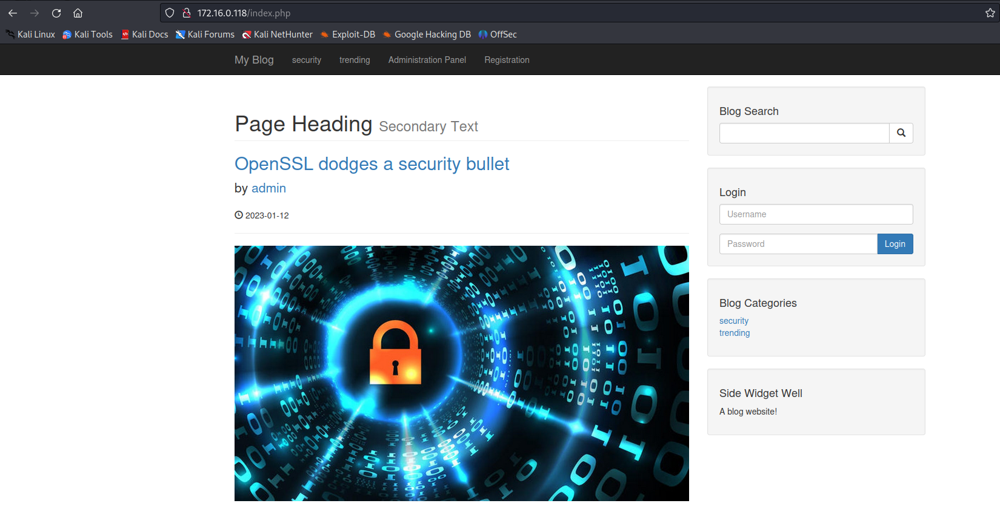 172.16.0.118/index.php
Kali Linux Kali Tools Kali Docs Kali Forums Kali NetHunter Exploit-DB Google Hacking DB OffSec
My Blog security trending Administration Panel Registration
Page Heading Secondary Text
OpenSSL dodges a security bullet
by admin
2023-01-12
Blog Search
Login
Username
Password Login
Blog Categories
security
trending
Side Widget Well
A blog website!